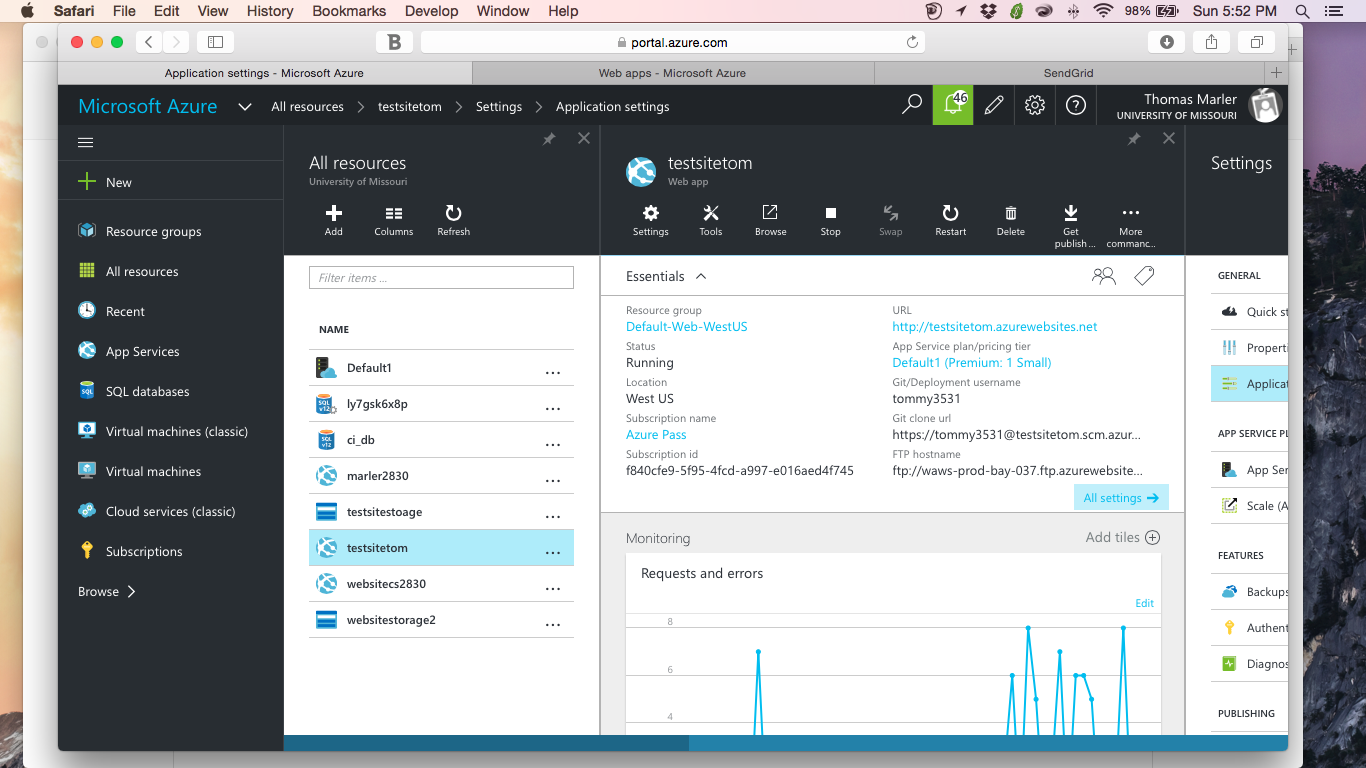 Safari File Edit View History Bookmarks Develop Window Help 98% Sun 5:52 PM
B portal.azure.com
Application settings - Microsoft Azure Web apps - Microsoft Azure SendGrid
Microsoft Azure All resources testsitetom Settings Application settings 46 Thomas Marler
UNIVERSITY OF MISSOURI
New
Resource groups
All resources
Recent
App Services
SQL databases
Virtual machines (classic)
Virtual machines
Cloud services (classic)
Subscriptions
Browse
All resources
University of Missouri
Add Columns Refresh
Filter items ...
NAME
Default1 ...
ly7gsk6x8p ...
ci_db ...
marler2830 ...
testsitestoage ...
testsitetom ...
websitecs2830 ...
websitestorage2 ...
testsitetom
Web app
Settings Tools Browse Stop Swap Restart Delete Get publish... More commanc...
Essentials
Resource group
Default-Web-WestUS
Status
Running
Location
West US
Subscription name
Azure Pass
Subscription id
f840cfe9-5f95-4fcd-a997-e016aed4f745
URL
http://testsitetom.azurewebsites.net
App Service plan/pricing tier
Default1 (Premium: 1 Small)
Git/Deployment username
tommy3531
Git clone url
https://tommy3531@testsitetom.scm.azur...
FTP hostname
ftp://waws-prod-bay-037.ftp.azurewebsite...
All settings
Monitoring Add tiles
Requests and errors
Edit
8
6
4
Settings
GENERAL
Quick st
Properti
Applicat
APP SERVICE PL
App Ser
Scale (A
FEATURES
Backups
Authent
Diagnos
PUBLISHING